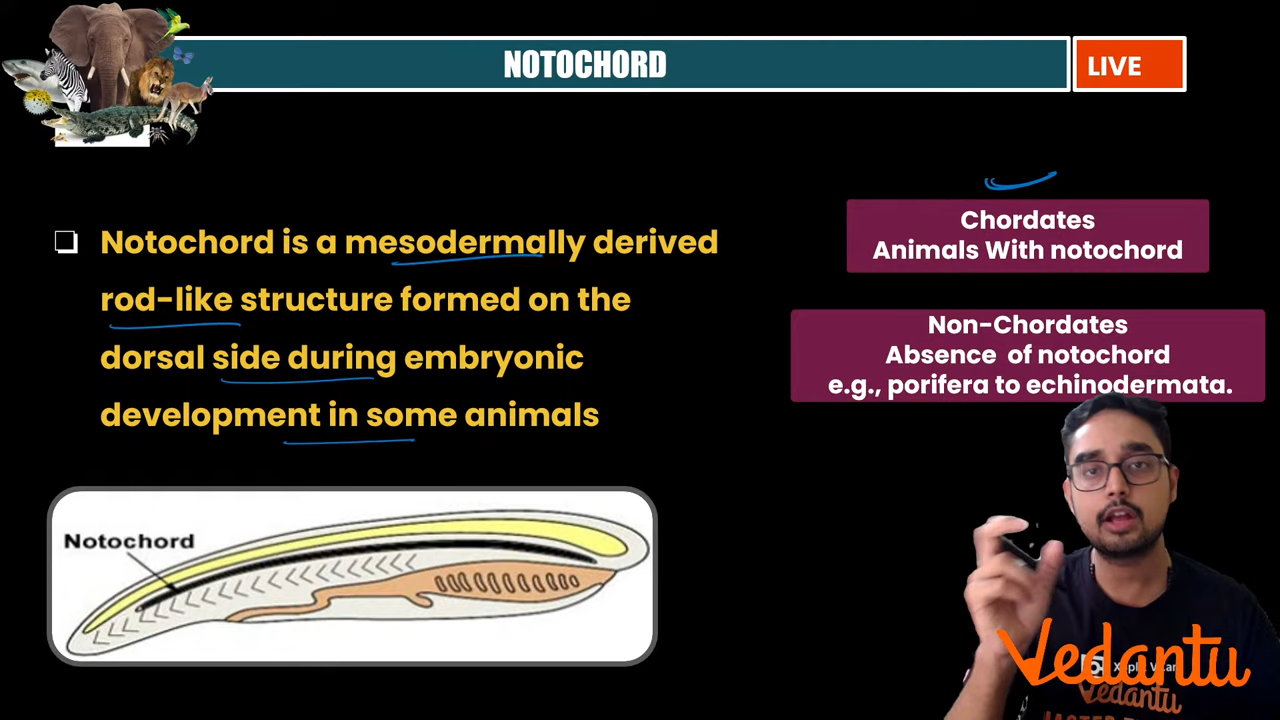 NOTOCHORD
LIVE
Notochord is a mesodermally derived
rod-like structure formed on the
dorsal side during embryonic
development in some animals
Chordates
Animals With notochord
Non-Chordates
Absence of notochord
e.g., porifera to echinodermata.
Notochord
Vedantu
Vedantu